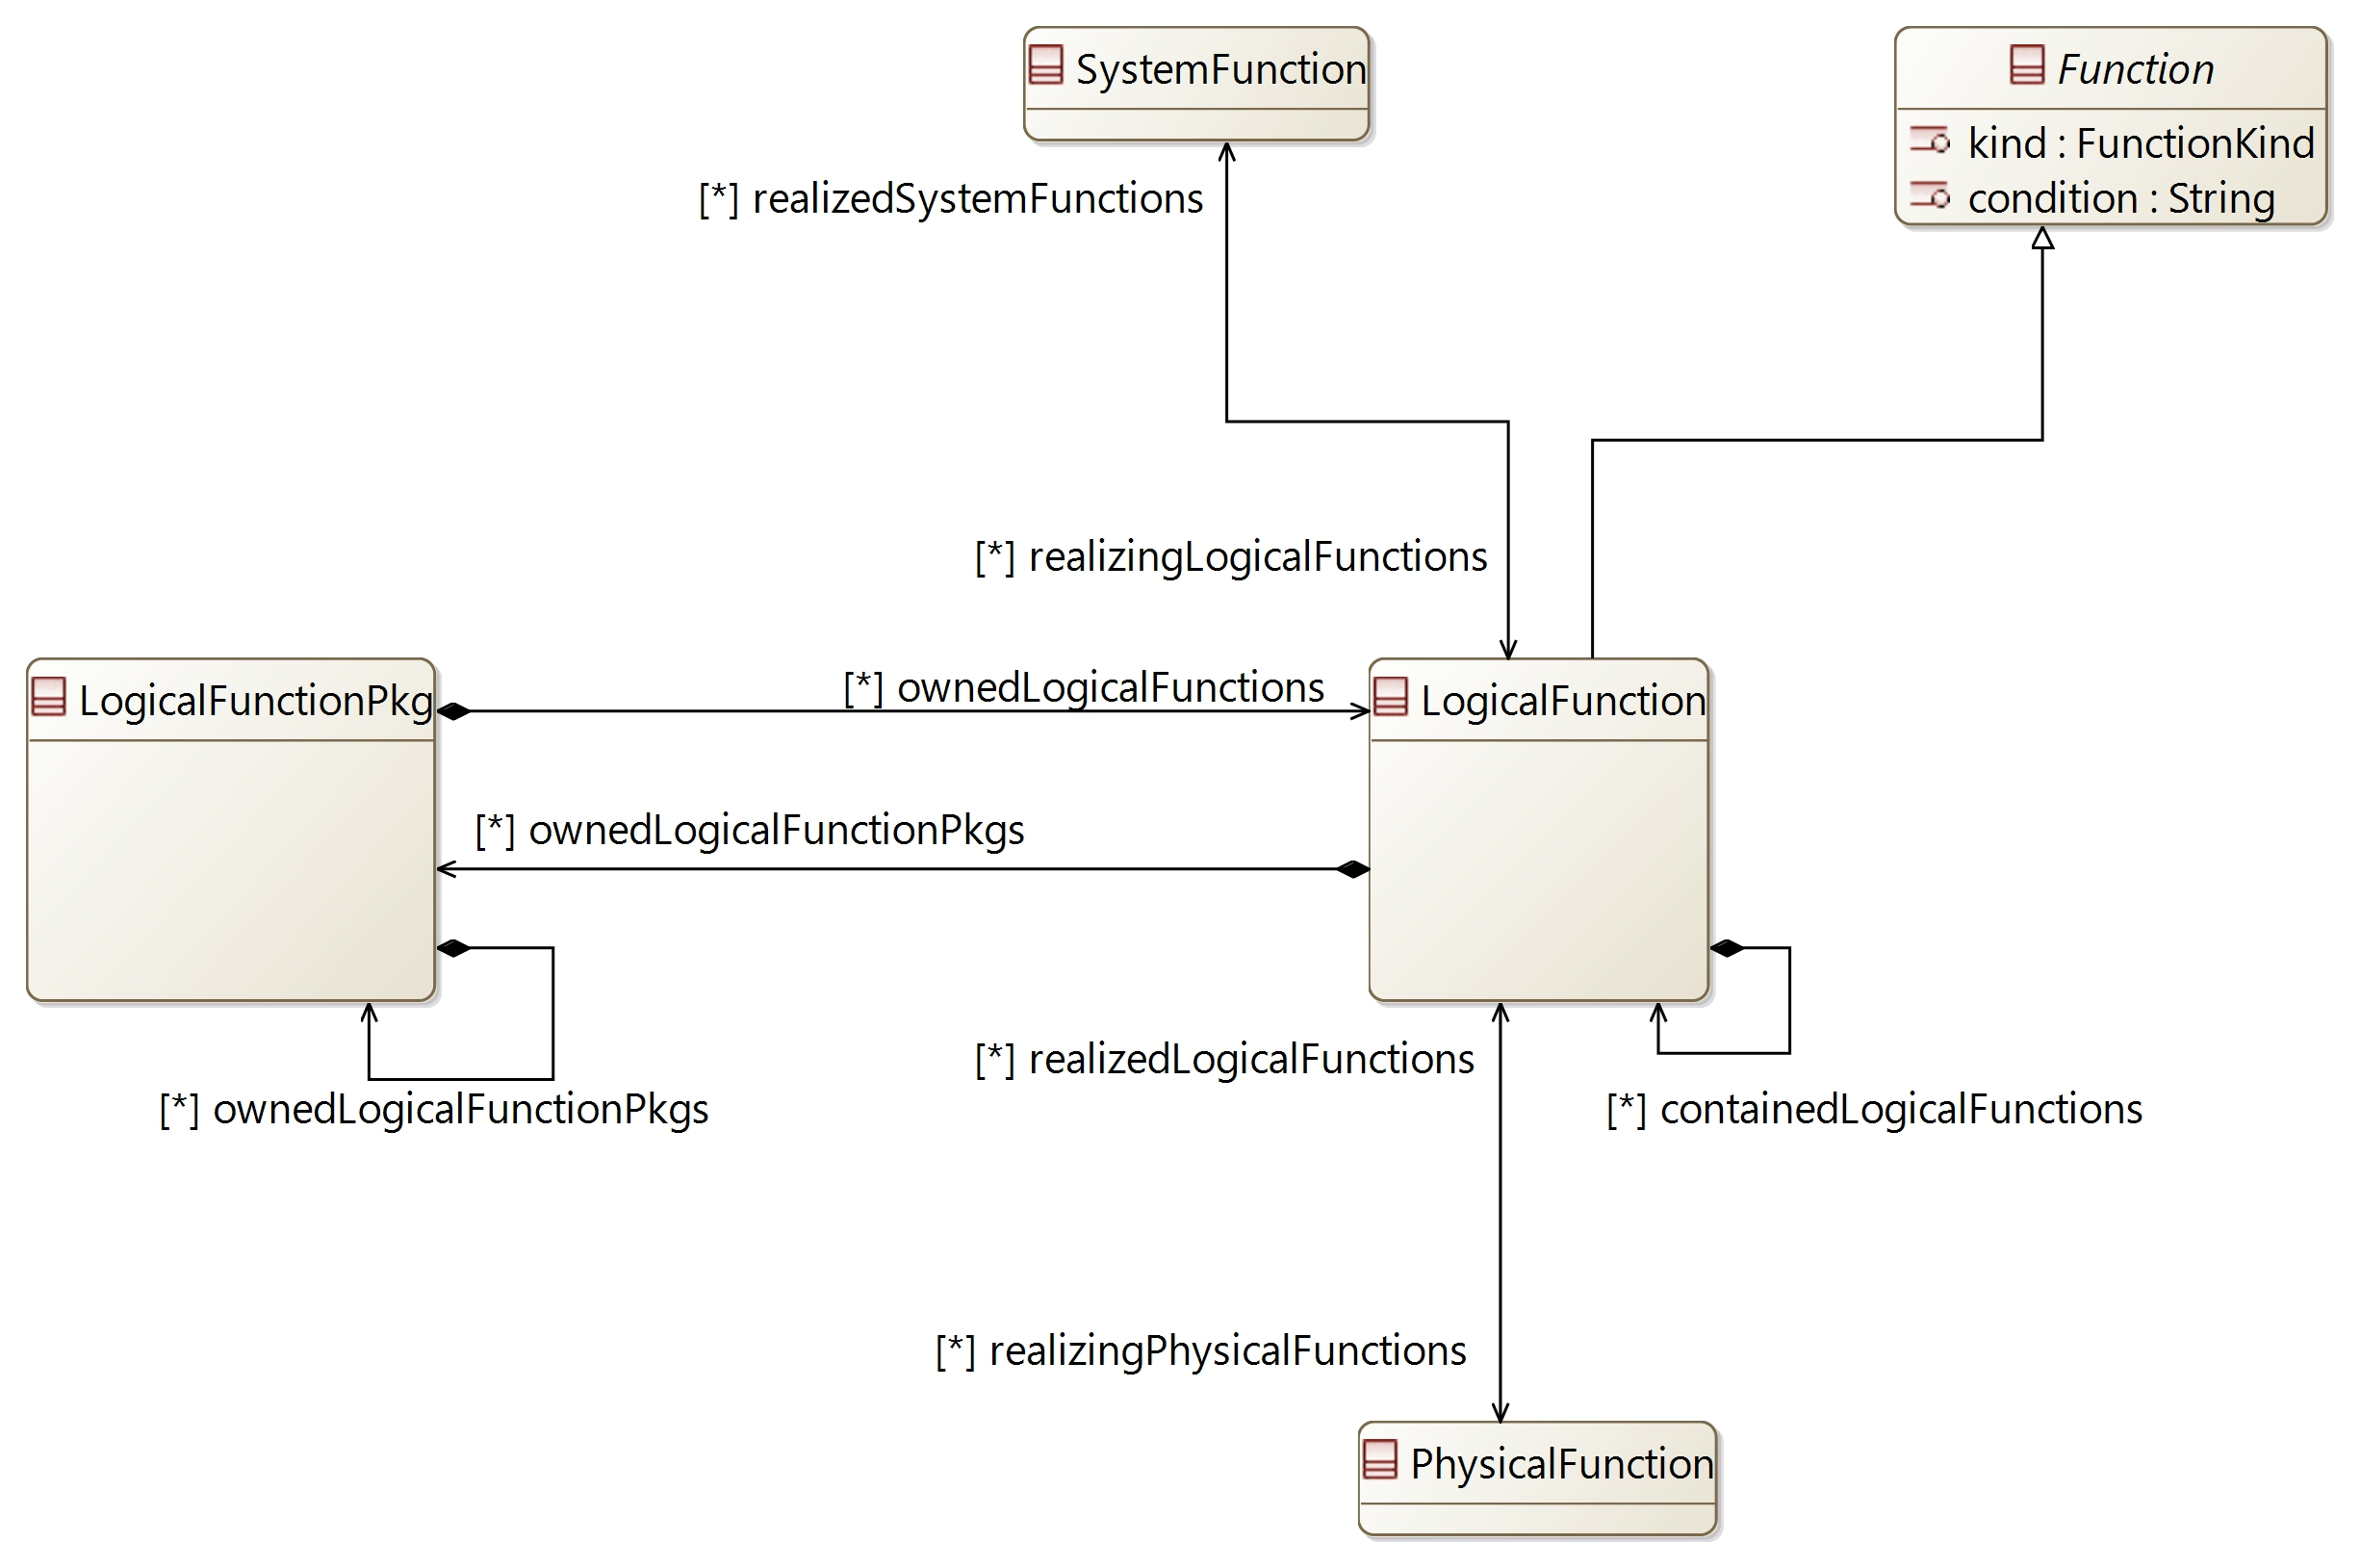 SystemFunction
Function
kind : FunctionKind
condition : String
[*] realizedSystemFunctions
[*] realizingLogicalFunctions
LogicalFunctionPkg
[*] ownedLogicalFunctions
LogicalFunction
[*] ownedLogicalFunctionPkgs
[*] realizedLogicalFunctions
[*] ownedLogicalFunctionPkgs
[*] containedLogicalFunctions
[*] realizingPhysicalFunctions
PhysicalFunction